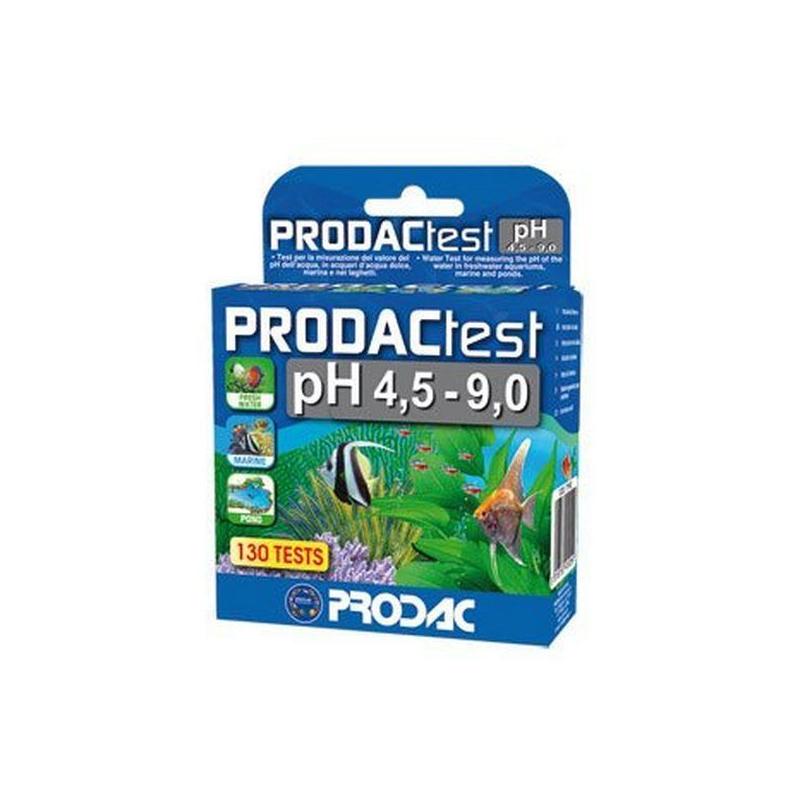 PRODACtest
pH
4,5 - 9,0
• Test per la misurazione del valore del
pH dell'acqua, in acquari d'acqua dolce,
marina e nei laghetti.
• Water Test for measuring the pH of the
water in freshwater aquariums,
marine and ponds.
PRODACtest
pH 4,5 - 9,0
FRESH
WATER
MARINE
POND
130 TESTS
PRODAC